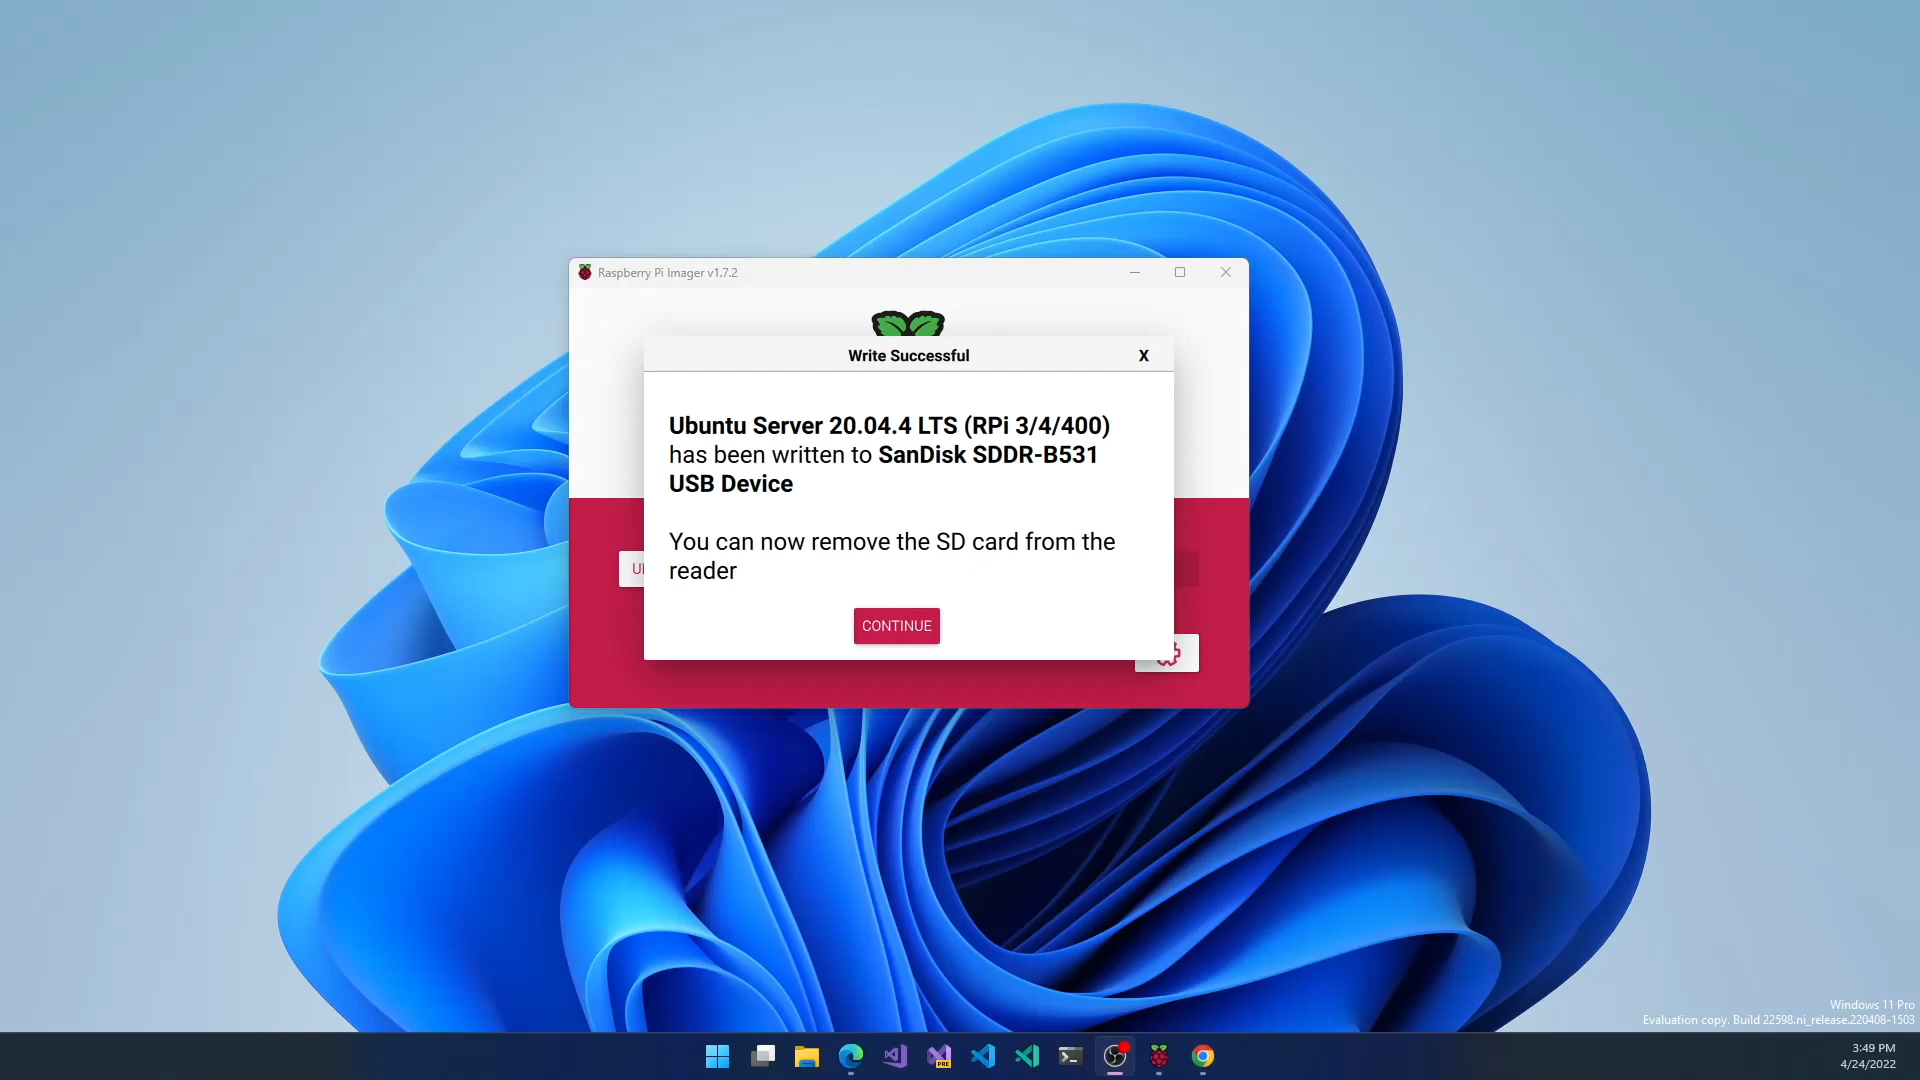 Raspberry Pi Imager v1.7.2
Write Successful
X
Ubuntu Server 20.04.4 LTS (RPi 3/4/400)
has been written to SanDisk SDDR-B531
USB Device
You can now remove the SD card from the
reader
CONTINUE
Windows 11 Pro
Evaluation copy. Build 22598.ni_release.220408-1503
PRE
3:49 PM
4/24/2022